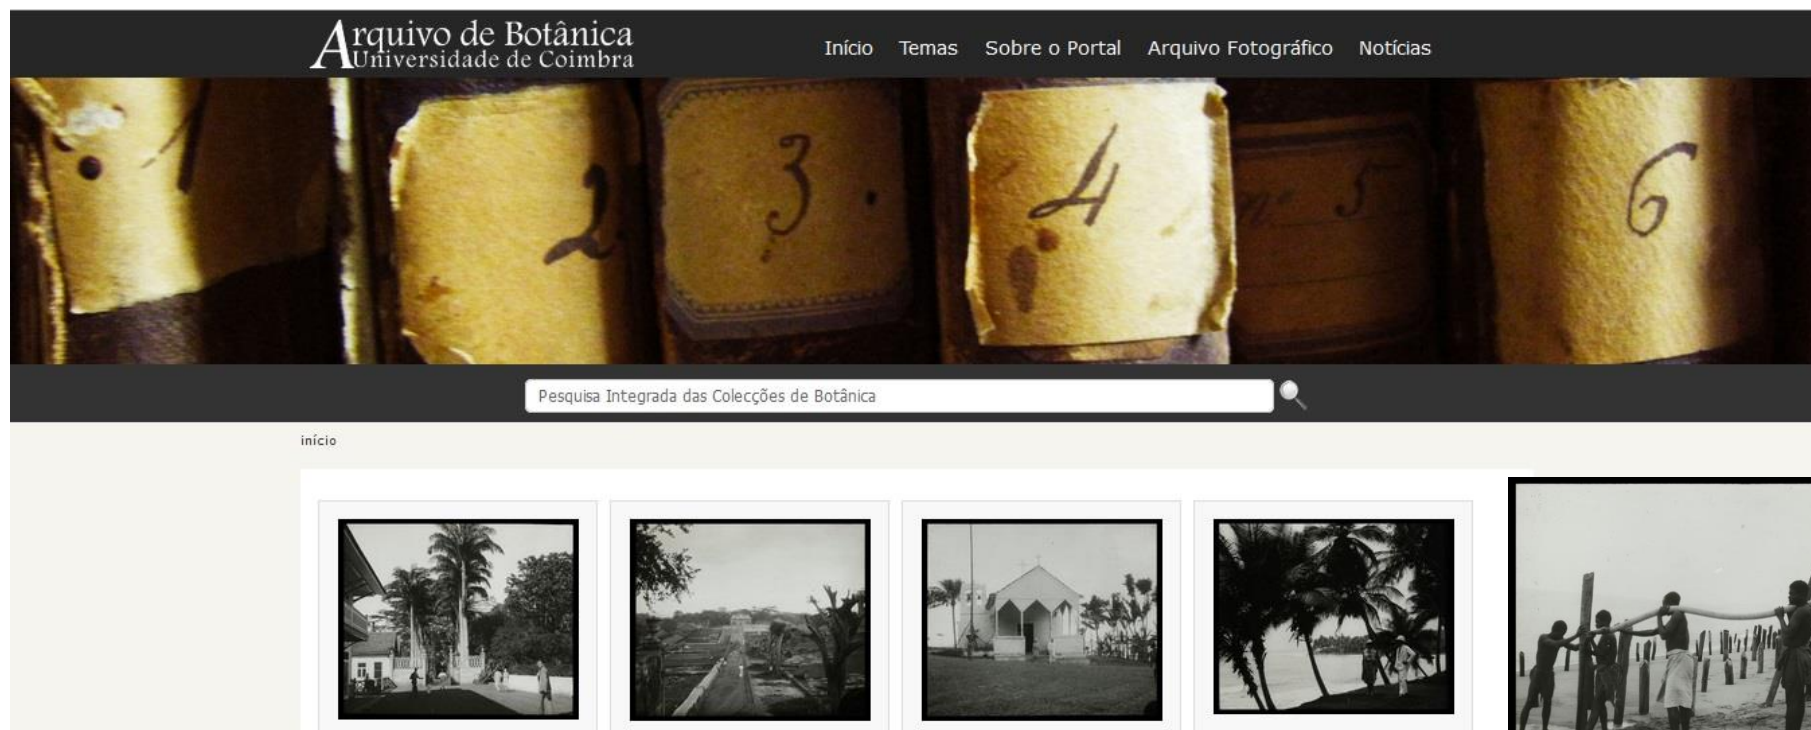 Arquivo de Botânica
Universidade de Coimbra
Início Temas Sobre o Portal Arquivo Fotográfico Notícias
2 3 4 nº 5 6
Pesquisa Integrada das Colecções de Botânica
início